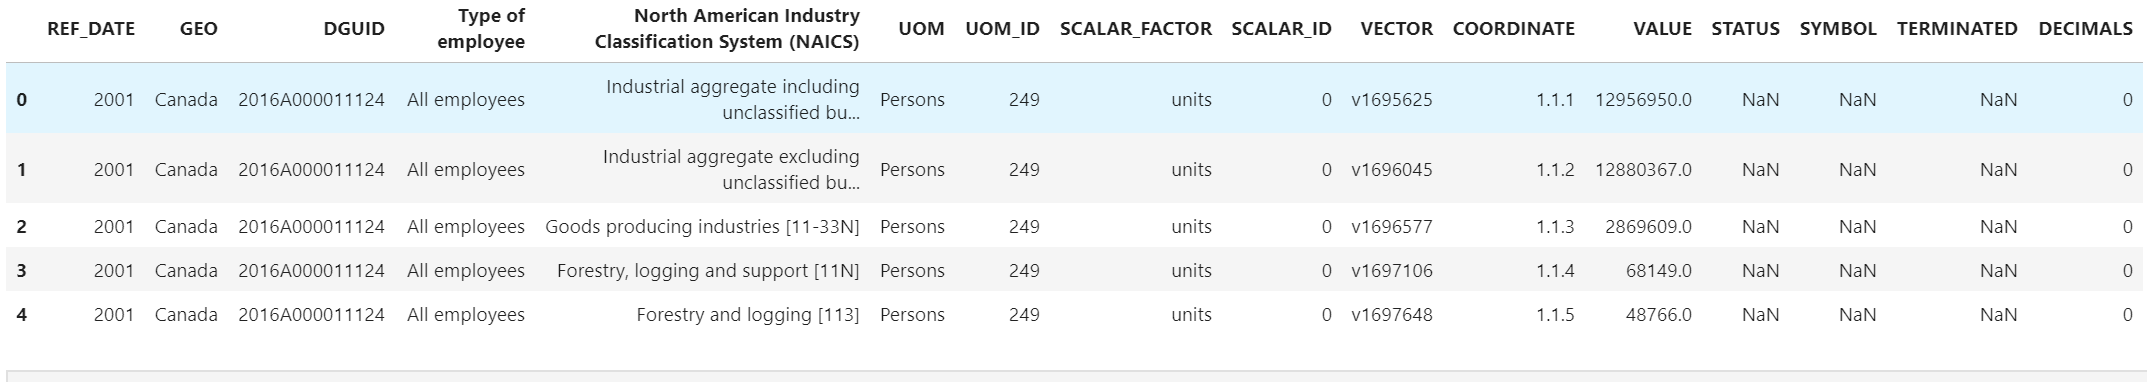 REF_DATE GEO DGUID Type of employee North American Industry Classification System (NAICS) UOM UOM_ID SCALAR_FACTOR SCALAR_ID VECTOR COORDINATE VALUE STATUS SYMBOL TERMINATED DECIMALS
0 2001 Canada 2016A000011124 All employees Industrial aggregate including unclassified bu... Persons 249 units 0 v1695625 1.1.1 12956950.0 NaN NaN NaN 0
1 2001 Canada 2016A000011124 All employees Industrial aggregate excluding unclassified bu... Persons 249 units 0 v1696045 1.1.2 12880367.0 NaN NaN NaN 0
2 2001 Canada 2016A000011124 All employees Goods producing industries [11-33N] Persons 249 units 0 v1696577 1.1.3 2869609.0 NaN NaN NaN 0
3 2001 Canada 2016A000011124 All employees Forestry, logging and support [11N] Persons 249 units 0 v1697106 1.1.4 68149.0 NaN NaN NaN 0
4 2001 Canada 2016A000011124 All employees Forestry and logging [113] Persons 249 units 0 v1697648 1.1.5 48766.0 NaN NaN NaN 0